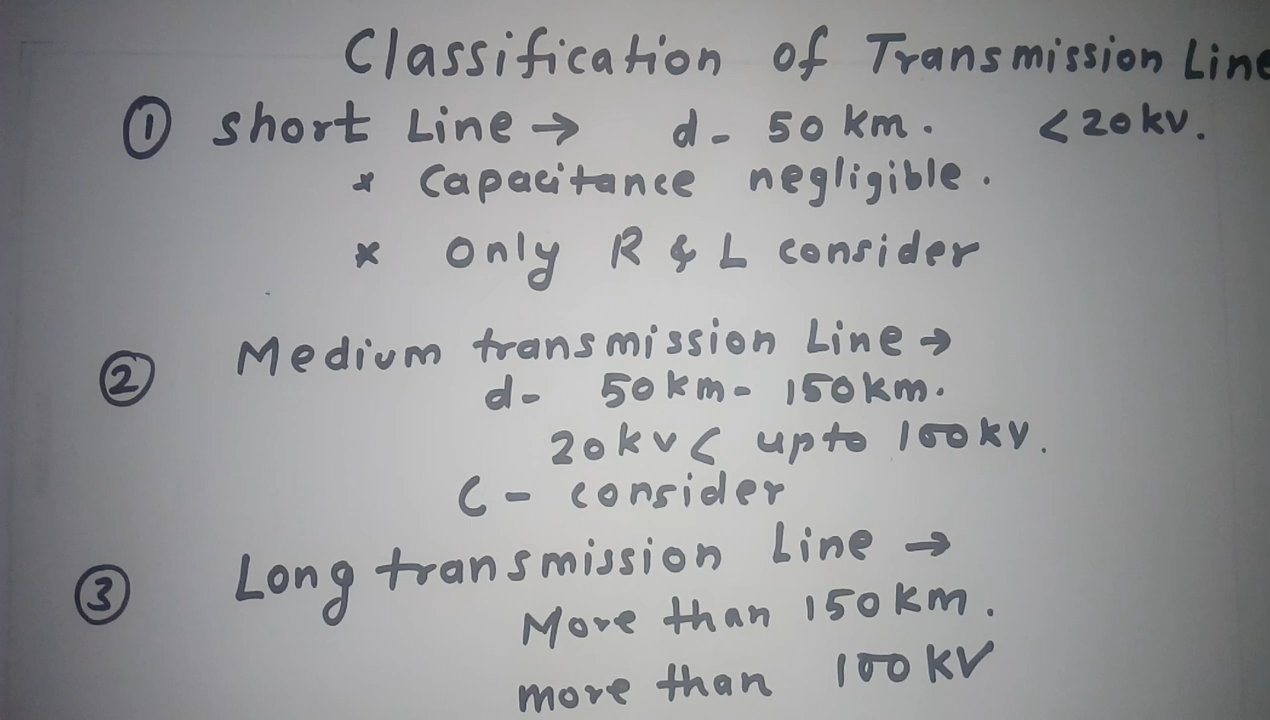 Classification of Transmission Line
① short Line → d - 50 km. < 20 kv.
* Capacitance negligible.
* only R & L consider
② Medium transmission Line →
d - 50 km - 150 km.
20 kv < upto 100 kv.
C - consider
③ Long transmission Line →
More than 150 km.
more than 100 KV